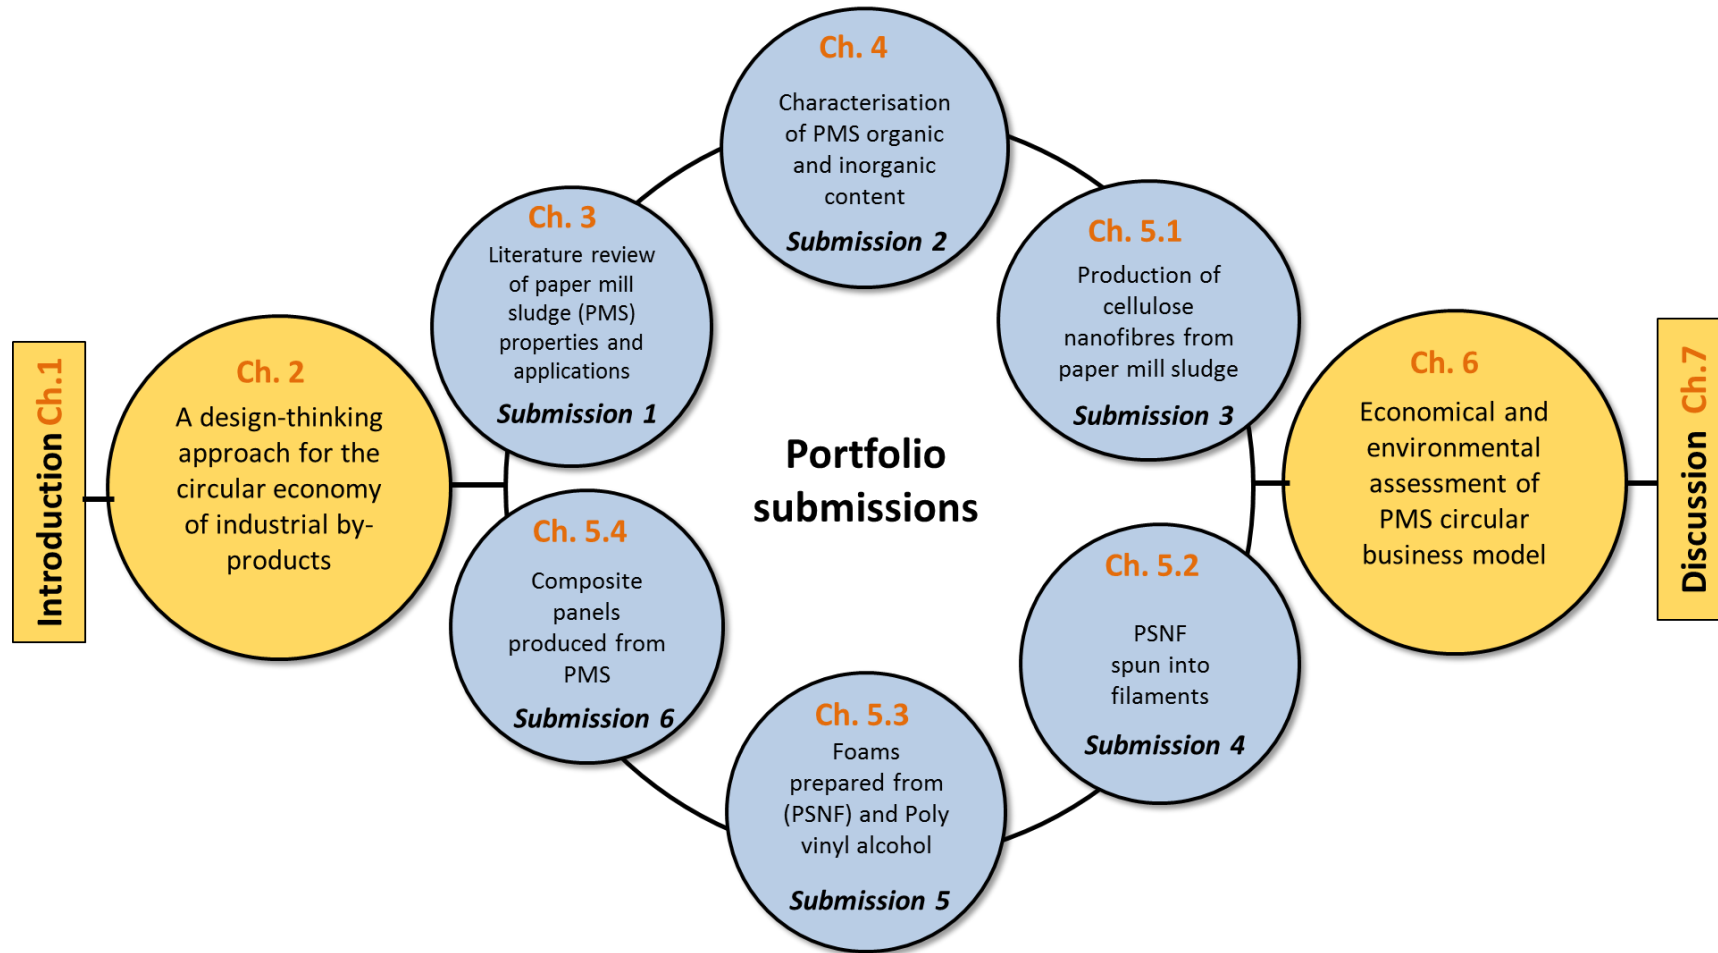 Introduction Ch.1
Ch. 2
A design-thinking
approach for the
circular economy
of industrial by-
products
Ch. 3
Literature review
of paper mill
sludge (PMS)
properties and
applications
Submission 1
Ch. 4
Characterisation
of PMS organic
and inorganic
content
Submission 2
Ch. 5.1
Production of
cellulose
nanofibres from
paper mill sludge
Submission 3
Portfolio
submissions
Ch. 5.2
PSNF
spun into
filaments
Submission 4
Ch. 5.3
Foams
prepared from
(PSNF) and Poly
vinyl alcohol
Submission 5
Ch. 5.4
Composite
panels
produced from
PMS
Submission 6
Ch. 6
Economical and
environmental
assessment of
PMS circular
business model
Discussion Ch.7